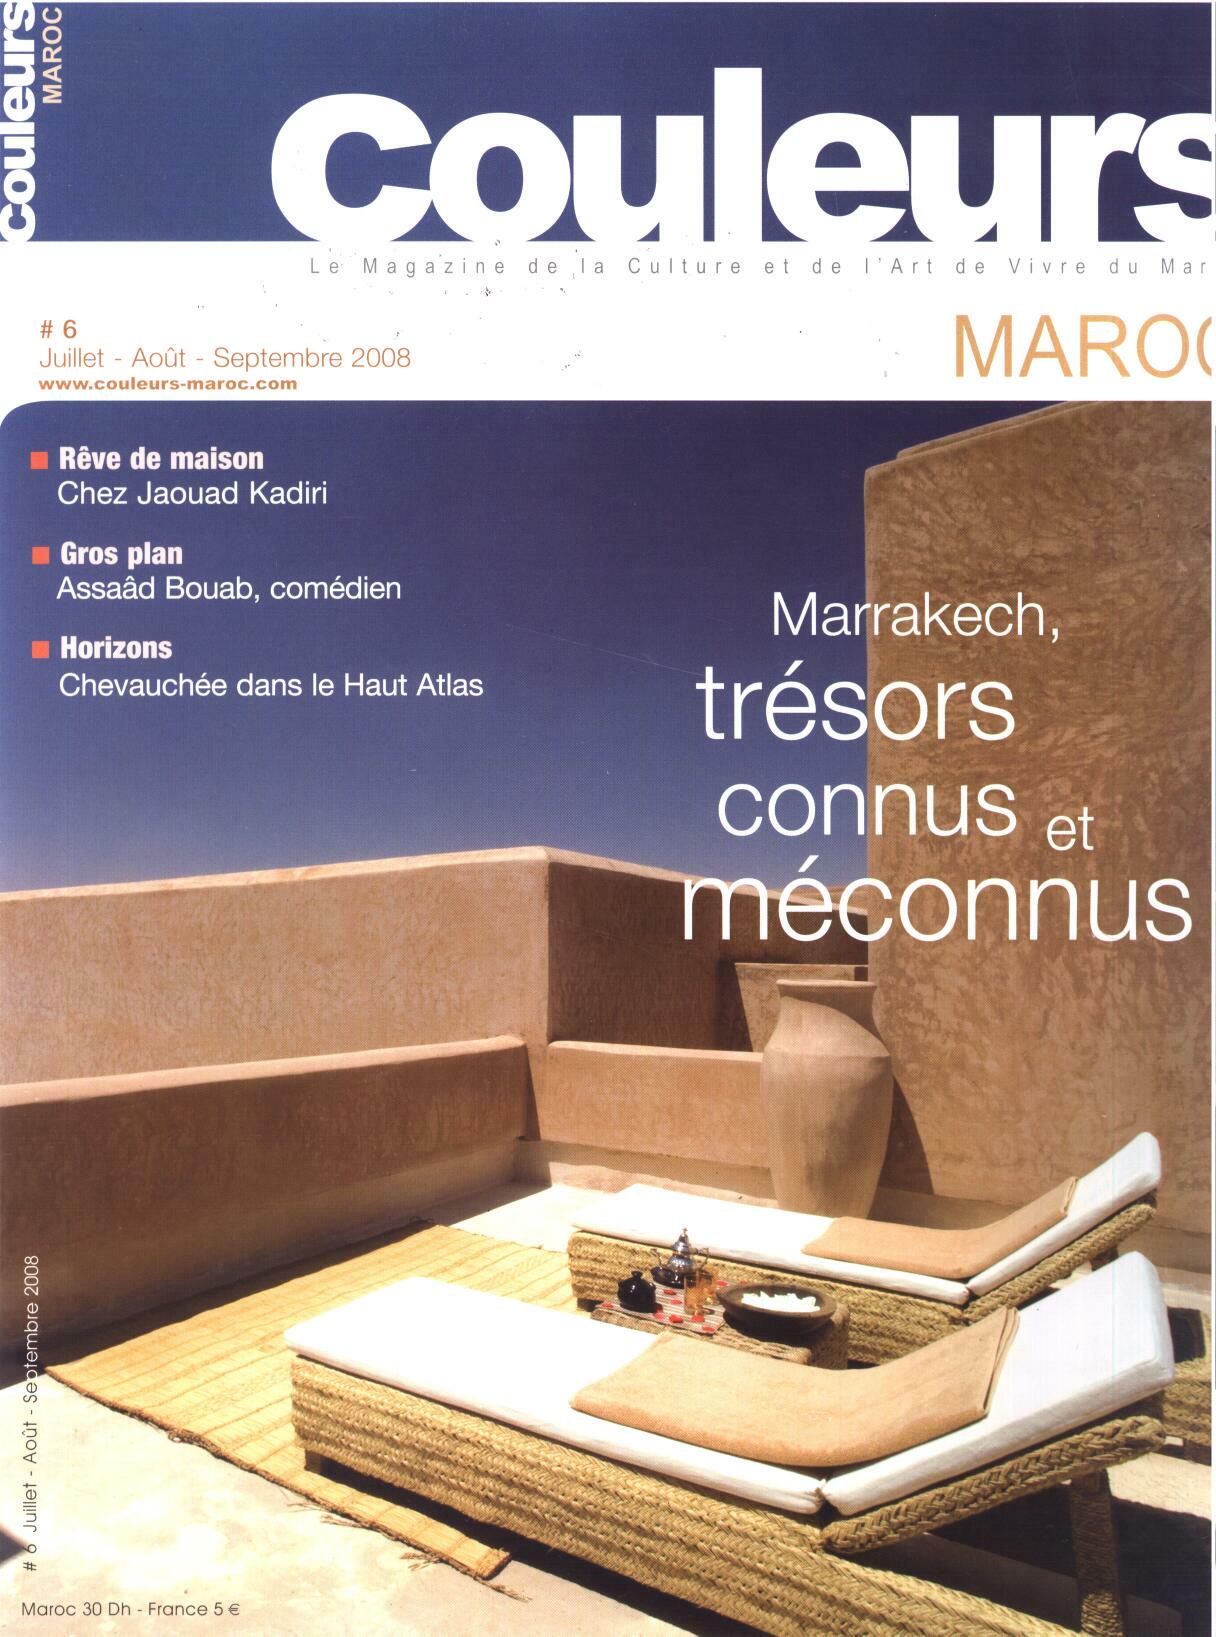 couleurs
MAROC
couleurs
Le Magazine de la Culture et de l'Art de Vivre du Mar
MAROC
# 6
Juillet - Août - Septembre 2008
www.couleurs-maroc.com
Rêve de maison
Chez Jaouad Kadiri
Gros plan
Assaâd Bouab, comédien
Horizons
Chevauchée dans le Haut Atlas
Marrakech,
trésors
connus et
méconnus
# 6 Juillet - Août - Septembre 2008
Maroc 30 Dh - France 5 €